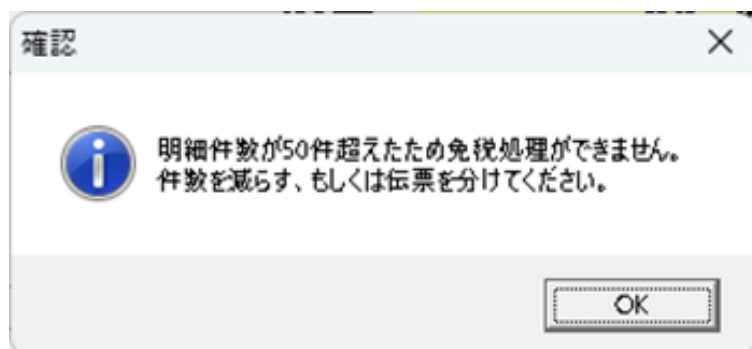 確認
明細件数が50件超えたため免税処理ができません。
件数を減らす、もしくは伝票を分けてください。
OK